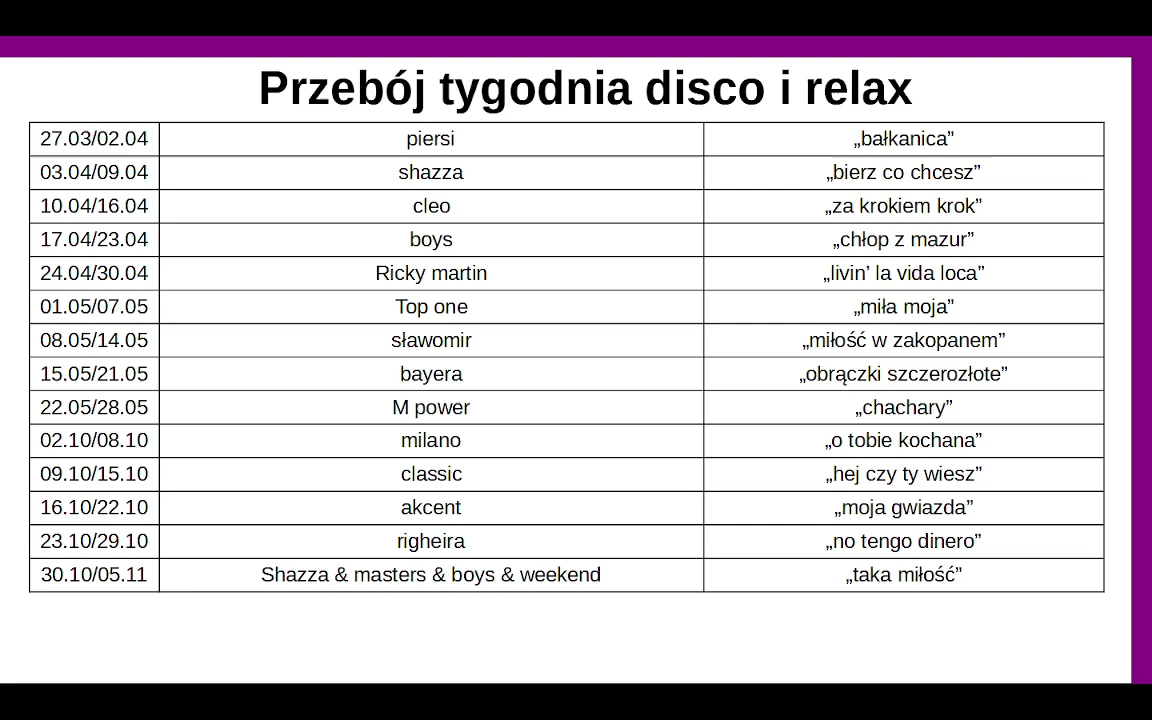 Przebój tygodnia disco i relax
27.03/02.04 piersi „bałkanica”
03.04/09.04 shazza „bierz co chcesz”
10.04/16.04 cleo „za krokiem krok”
17.04/23.04 boys „chłop z mazur”
24.04/30.04 Ricky martin „livin’ la vida loca”
01.05/07.05 Top one „miła moja”
08.05/14.05 sławomir „miłość w zakopanem”
15.05/21.05 bayera „obrączki szczerozłote”
22.05/28.05 M power „chachary”
02.10/08.10 milano „o tobie kochana”
09.10/15.10 classic „hej czy ty wiesz”
16.10/22.10 akcent „moja gwiazda”
23.10/29.10 righeira „no tengo dinero”
30.10/05.11 Shazza & masters & boys & weekend „taka miłość”